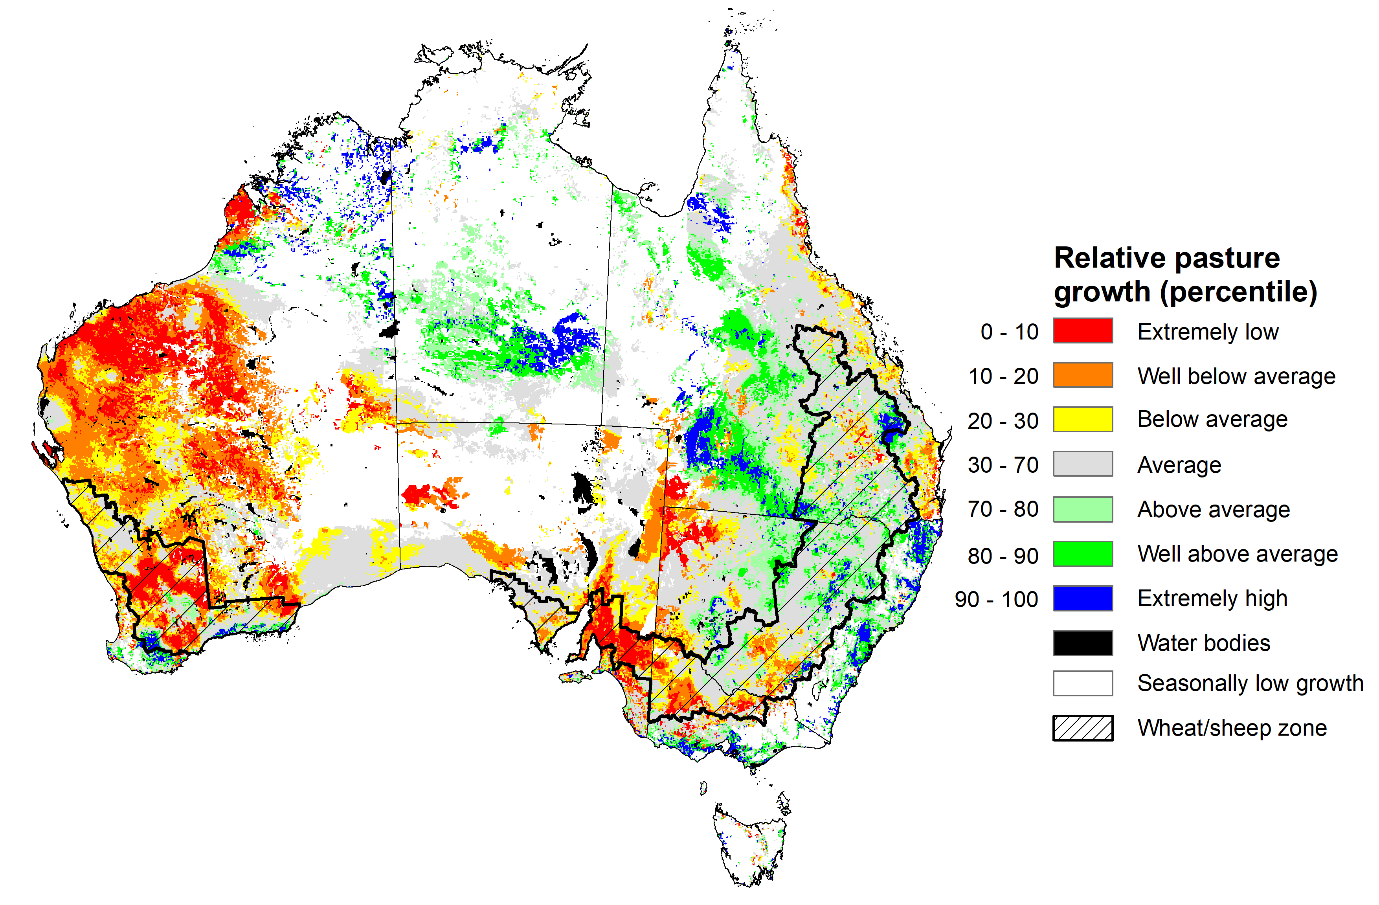 Relative pasture
growth (percentile)
0 - 10 Extremely low
10 - 20 Well below average
20 - 30 Below average
30 - 70 Average
70 - 80 Above average
80 - 90 Well above average
90 - 100 Extremely high
Water bodies
Seasonally low growth
Wheat/sheep zone